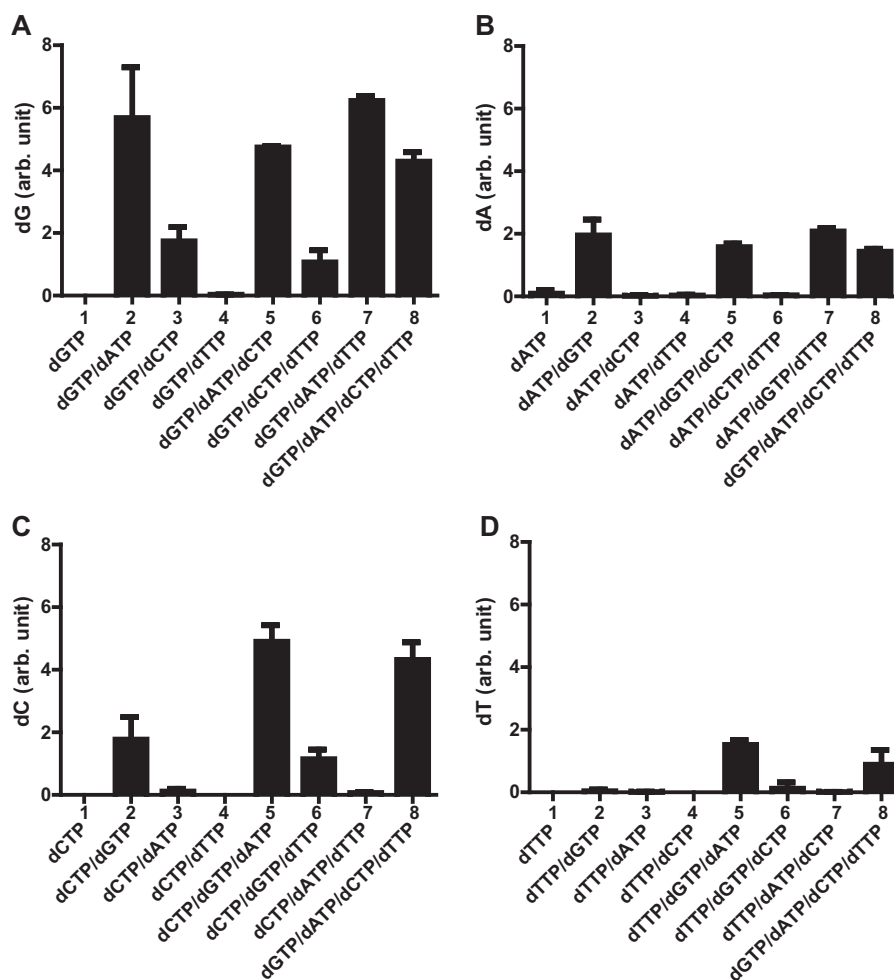 A
dG (arb. unit)
8
6
4
2
0
1 2 3 4 5 6 7 8
dGTP
dGTP/dATP
dGTP/dCTP
dGTP/dTTP
dGTP/dATP/dCTP
dGTP/dCTP/dTTP
dGTP/dATP/dTTP
dGTP/dATP/dCTP/dTTP
B
dA (arb. unit)
8
6
4
2
0
1 2 3 4 5 6 7 8
dATP
dATP/dGTP
dATP/dCTP
dATP/dTTP
dATP/dGTP/dCTP
dATP/dCTP/dTTP
dATP/dGTP/dTTP
dGTP/dATP/dCTP/dTTP
C
dC (arb. unit)
8
6
4
2
0
1 2 3 4 5 6 7 8
dCTP
dCTP/dGTP
dCTP/dATP
dCTP/dTTP
dCTP/dGTP/dATP
dCTP/dGTP/dTTP
dCTP/dATP/dTTP
dGTP/dATP/dCTP/dTTP
D
dT (arb. unit)
8
6
4
2
0
1 2 3 4 5 6 7 8
dTTP
dTTP/dGTP
dTTP/dATP
dTTP/dCTP
dTTP/dGTP/dATP
dTTP/dGTP/dCTP
dTTP/dATP/dCTP
dGTP/dATP/dCTP/dTTP